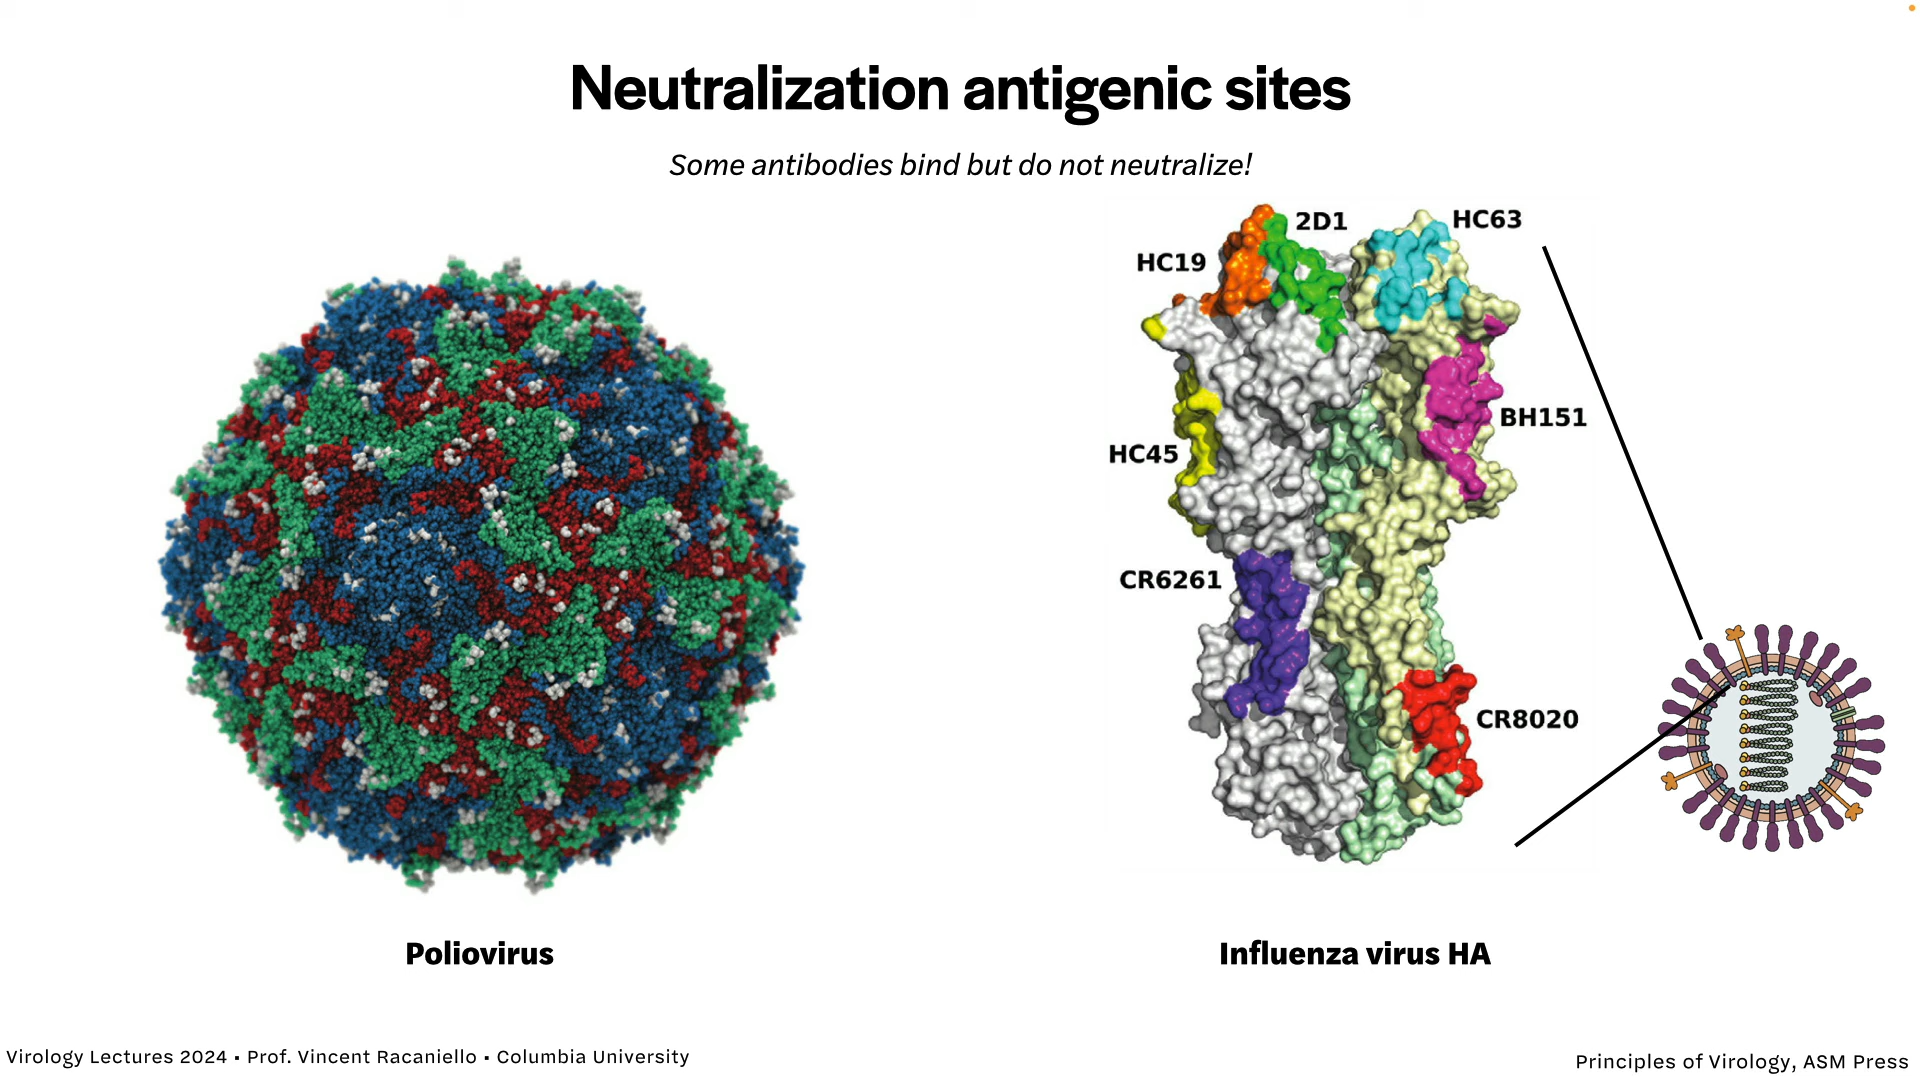 Neutralization antigenic sites
Some antibodies bind but do not neutralize!
2D1
HC63
HC19
BH151
HC45
CR6261
CR8020
Poliovirus
Influenza virus HA
Virology Lectures 2024 • Prof. Vincent Racaniello • Columbia University
Principles of Virology, ASM Press